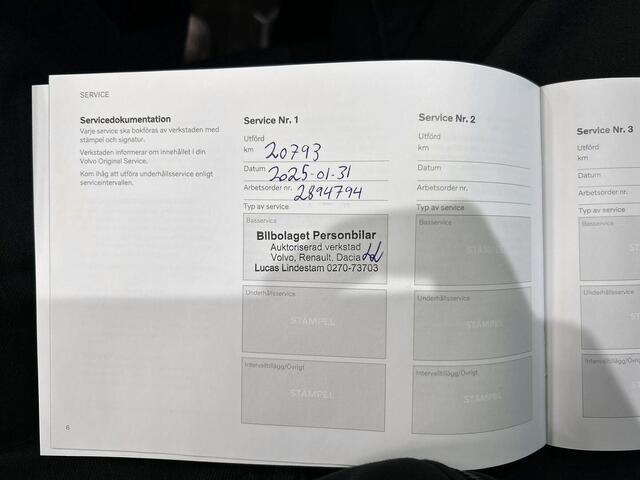 SERVICE
Servicedokumentation
Varje service ska bokföras av verkstaden med
stämpel och signatur.
Verkstaden informerar om innehållet i din
Volvo Original Service.
Kom ihåg att utföra underhållsservice enligt
serviceintervallen.
6
Service Nr. 1
Utförd
km 20793
Datum 2025-01-31
Arbetsorder nr. 2894794
Typ av service
Basservice
Bilbolaget Personbilar
Auktoriserad verkstad
Volvo, Renault, Dacia LL
Lucas Lindestam 0270-73703
Underhållsservice
STÄMPEL
Intervalltillägg/Övrigt
STÄMPEL
Service Nr. 2
Utförd
km
Datum
Arbetsorder nr.
Typ av service
Basservice
STÄMPEL
Underhållsservice
STÄMPEL
Intervalltillägg/Övrigt
STÄMPEL
Service Nr. 3
Utförd
km
Datum
Arbetsorder nr.
Typ av service
Basservice
Underhållsservice
Intervalltillägg/Övrigt